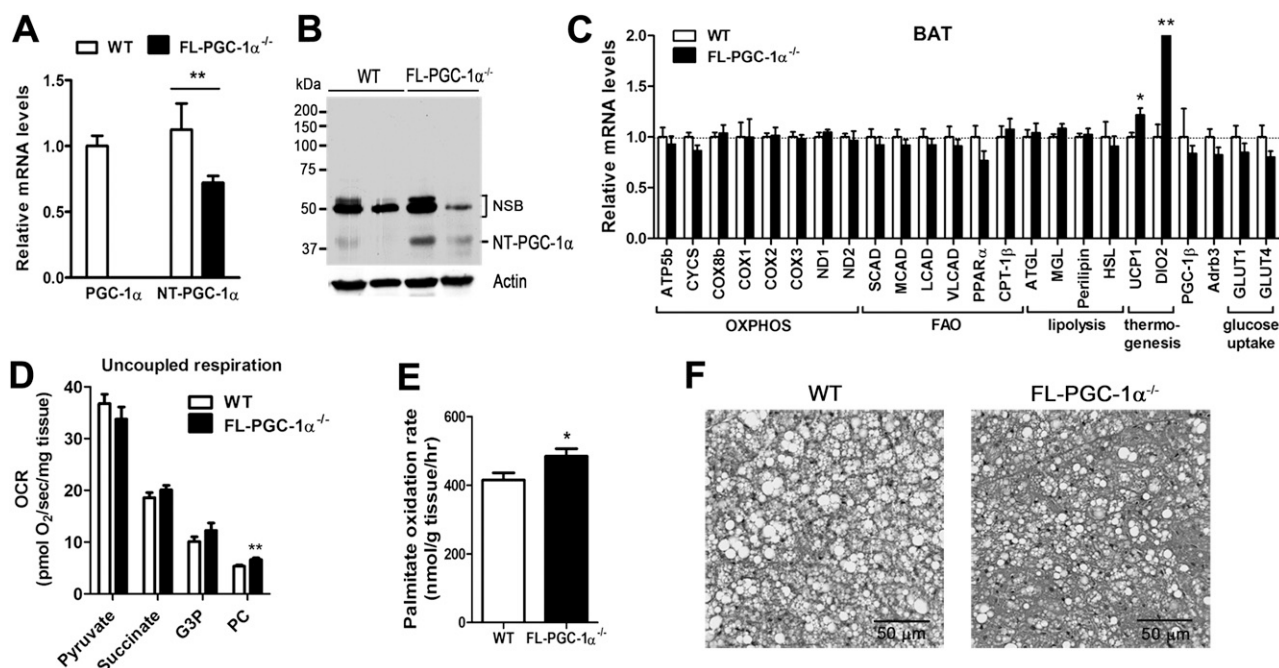 A
WT FL-PGC-1α-/-
Relative mRNA levels
1.5
1.0
0.5
0.0
**
PGC-1α NT-PGC-1α
B
WT FL-PGC-1α-/-
kDa
200
150
100
75
50
37
NSB
NT-PGC-1α
Actin
C
BAT
WT
FL-PGC-1α-/-
Relative mRNA levels
2.0
1.5
1.0
0.5
0.0
*
**
ATP5b CYCS COX8b COX1 COX2 COX3 ND1 ND2 SCAD MCAD LCAD VLCAD PPARα CPT-1β ATGL MGL Perilipin HSL UCP1 DIO2 PGC-1β Adrb3 GLUT1 GLUT4
OXPHOS FAO lipolysis thermo- glucose
genesis uptake
D
Uncoupled respiration
WT
FL-PGC-1α-/-
OCR
(pmol O2/sec/mg tissue)
40
30
20
10
0
**
Pyruvate Succinate G3P PC
E
Palmitate oxidation rate
(nmol/g tissue/hr)
600
400
200
0
*
WT FL-PGC-1α-/-
F
WT FL-PGC-1α-/-
50 µm 50 µm